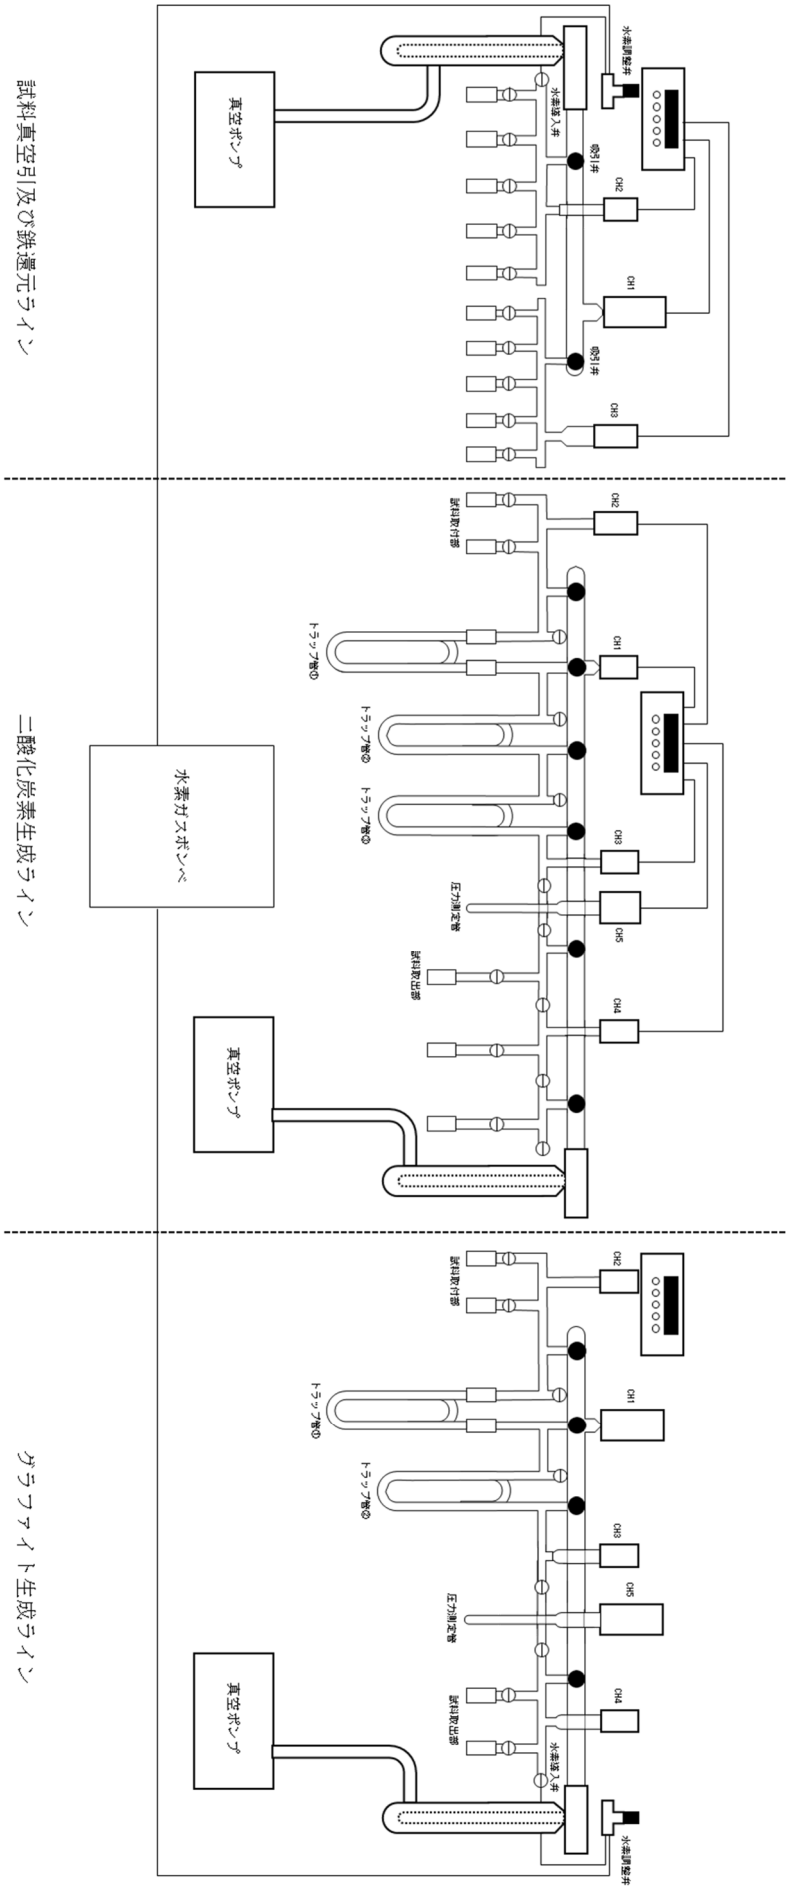 試料真空引及び鉄還元ライン
真空ポンプ
水素調整弁
水素導入弁
吸引弁
CH2
CH1
吸引弁
CH3
二酸化炭素生成ライン
水素ガスボンベ
真空ポンプ
試料取付部
CH2
トラップ管①
CH1
トラップ管②
トラップ管③
CH3
圧力測定管
CH5
試料取出部
CH4
グラファイト生成ライン
真空ポンプ
試料取付部
CH2
トラップ管①
CH1
トラップ管②
CH3
圧力測定管
CH5
試料取出部
CH4
水素導入弁
水素調整弁